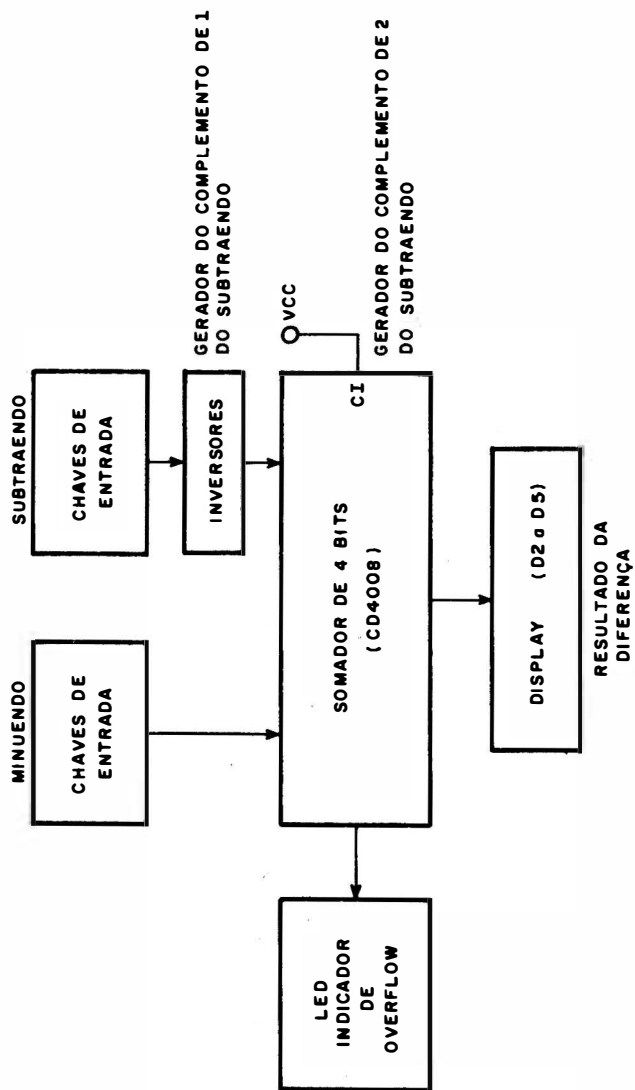 MINUENDO
SUBTRAENDO
CHAVES DE
ENTRADA
CHAVES DE
ENTRADA
INVERSORES
GERADOR DO COMPLEMENTO DE 1
DO SUBTRAENDO
VCC
CI
GERADOR DO COMPLEMENTO DE 2
DO SUBTRAENDO
SOMADOR DE 4 BITS
(CD4008)
LED
INDICADOR
DE
OVERFLOW
DISPLAY (D2 a D5)
RESULTADO DA
DIFERENÇA